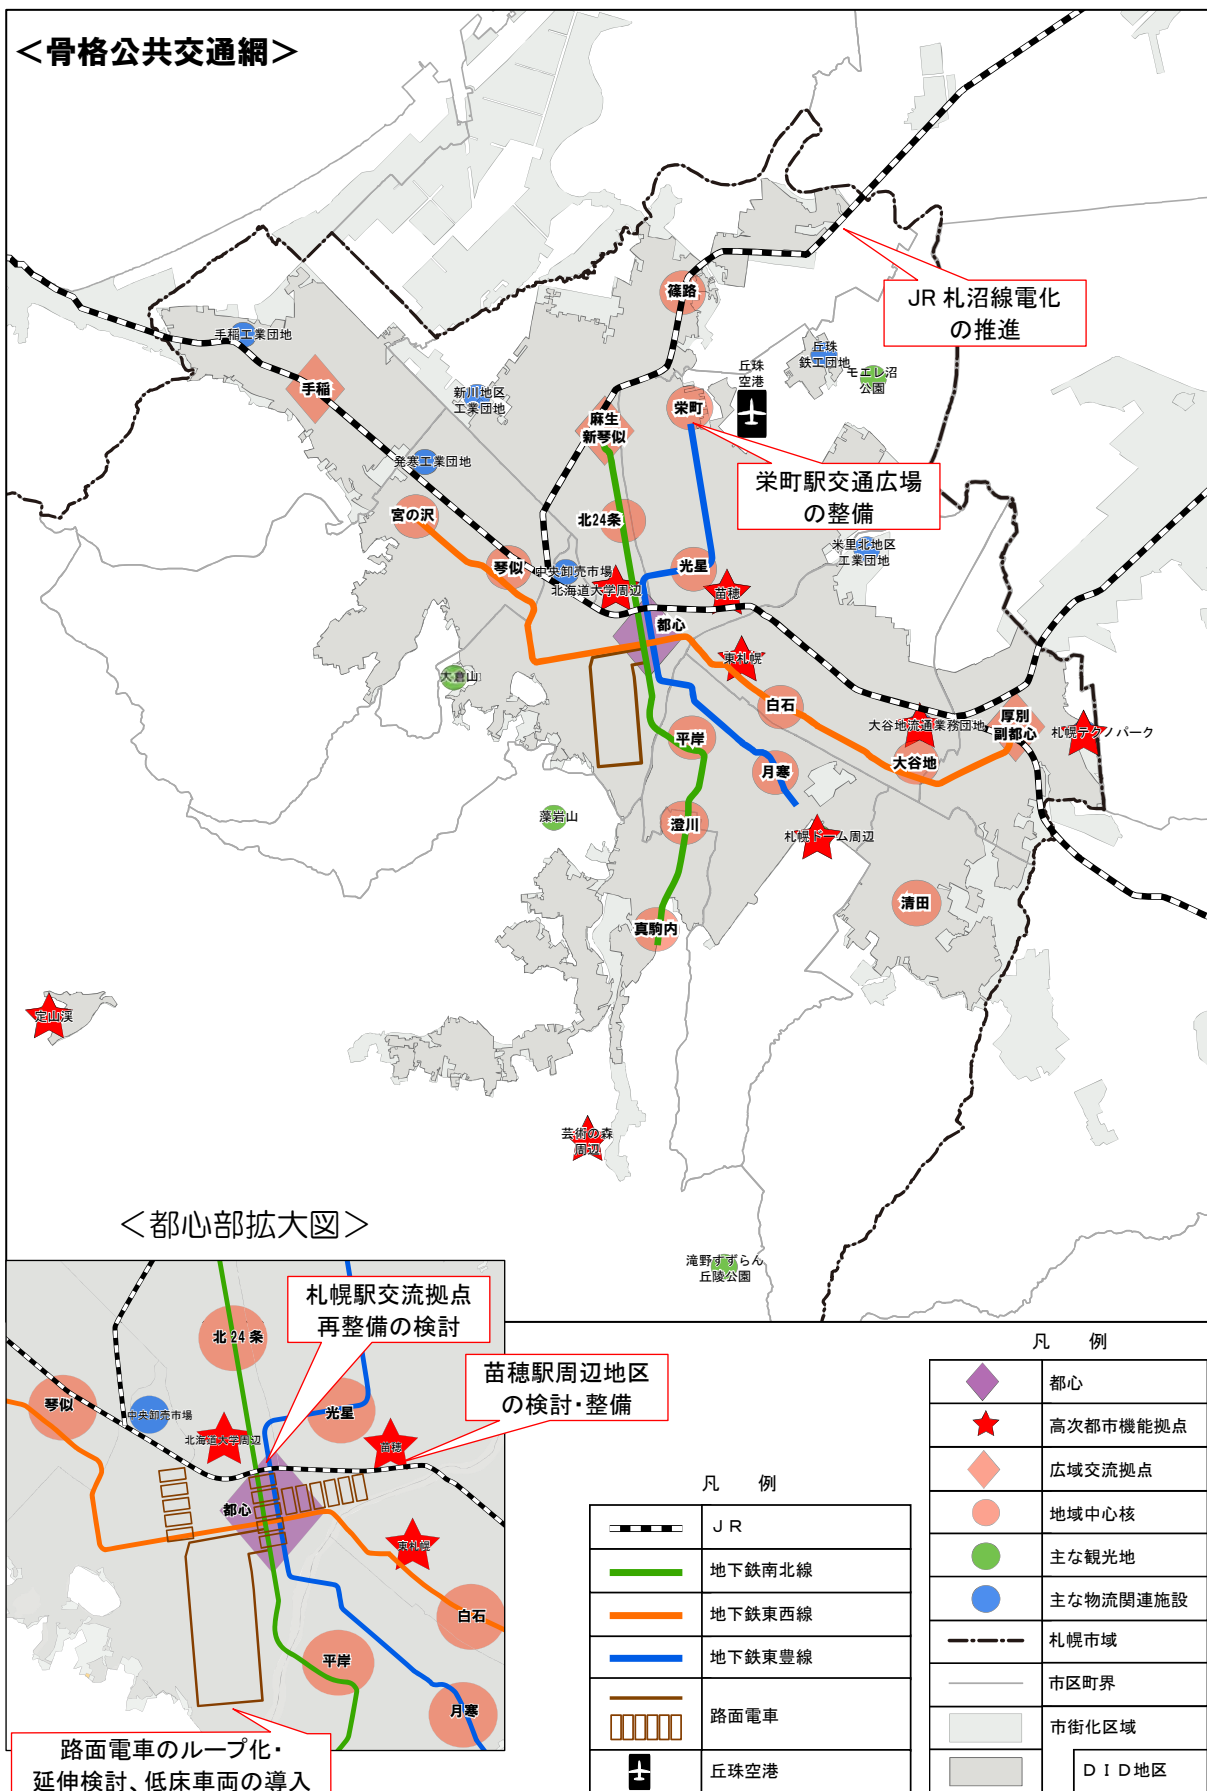 ＜骨格公共交通網＞
JR 札沼線電化
の推進
篠路
手稲工業団地
丘珠
鉄工団地
モエレ沼
公園
丘珠
空港
手稲
新川地区
工業団地
栄町
麻生
新琴似
発寒工業団地
栄町駅交通広場
の整備
宮の沢
北24条
米里北地区
工業団地
琴似
中央卸売市場
北海道大学周辺
光星
苗穂
都心
東札幌
大倉山
白石
厚別
副都心
大谷地流通業務団地
札幌テクノパーク
平岸
大谷地
月寒
藻岩山
澄川
札幌ドーム周辺
清田
真駒内
定山渓
芸術の森
周辺
滝野すずらん
丘陵公園
＜都心部拡大図＞
札幌駅交流拠点
再整備の検討
北24条
苗穂駅周辺地区
の検討・整備
琴似
中央卸売市場
光星
北海道大学周辺
苗穂
都心
東札幌
白石
平岸
月寒
路面電車のループ化・
延伸検討、低床車両の導入
凡　例
ＪＲ
地下鉄南北線
地下鉄東西線
地下鉄東豊線
路面電車
丘珠空港
凡　例
都心
高次都市機能拠点
広域交流拠点
地域中心核
主な観光地
主な物流関連施設
札幌市域
市区町界
市街化区域
ＤＩＤ地区